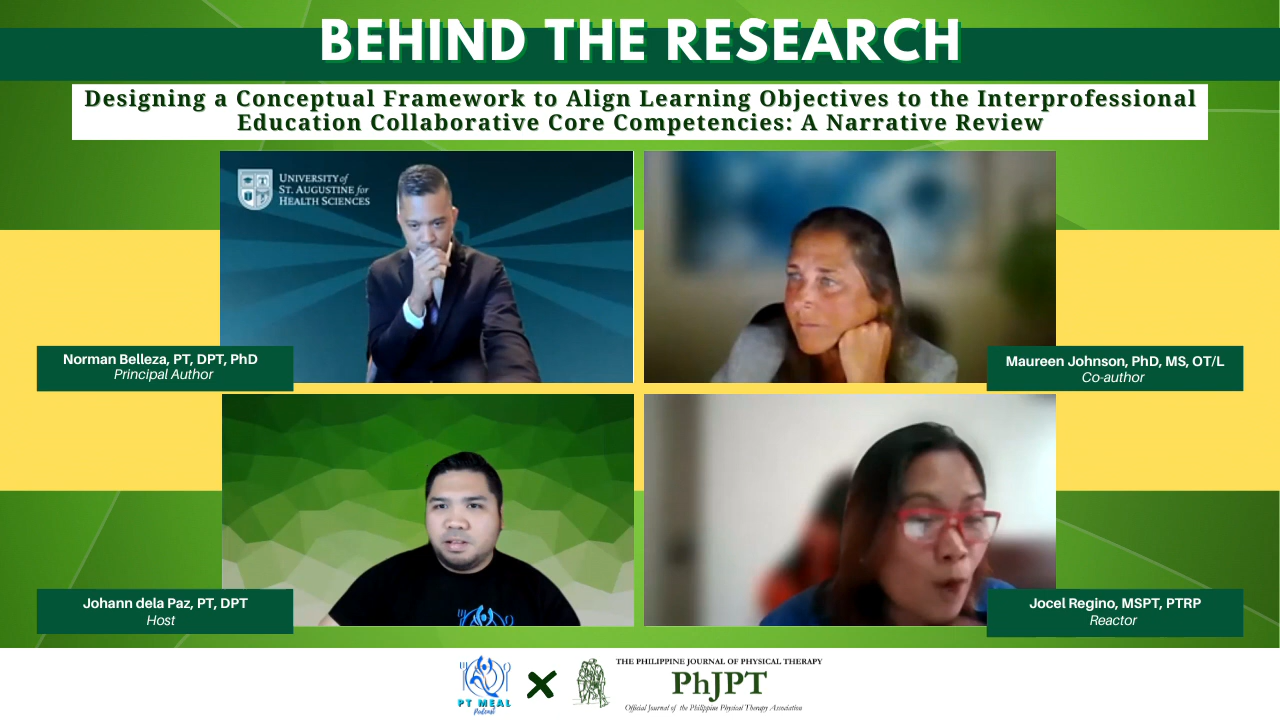 BEHIND THE RESEARCH
Designing a Conceptual Framework to Align Learning Objectives to the Interprofessional
Education Collaborative Core Competencies: A Narrative Review
UNIVERSITY of
ST. AUGUSTINE for
HEALTH SCIENCES
Norman Belleza, PT, DPT, PhD
Principal Author
Maureen Johnson, PhD, MS, OT/L
Co-author
Johann dela Paz, PT, DPT
Host
Jocel Regino, MSPT, PTRP
Reactor
PT MEAL
Podcast
THE PHILIPPINE JOURNAL OF PHYSICAL THERAPY
PhJPT
Official Journal of the Philippine Physical Therapy Association